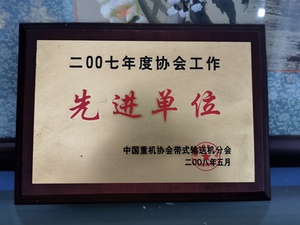 二00七年度协会工作
先进单位
中国重机协会带式输送机分会
二00八年五月